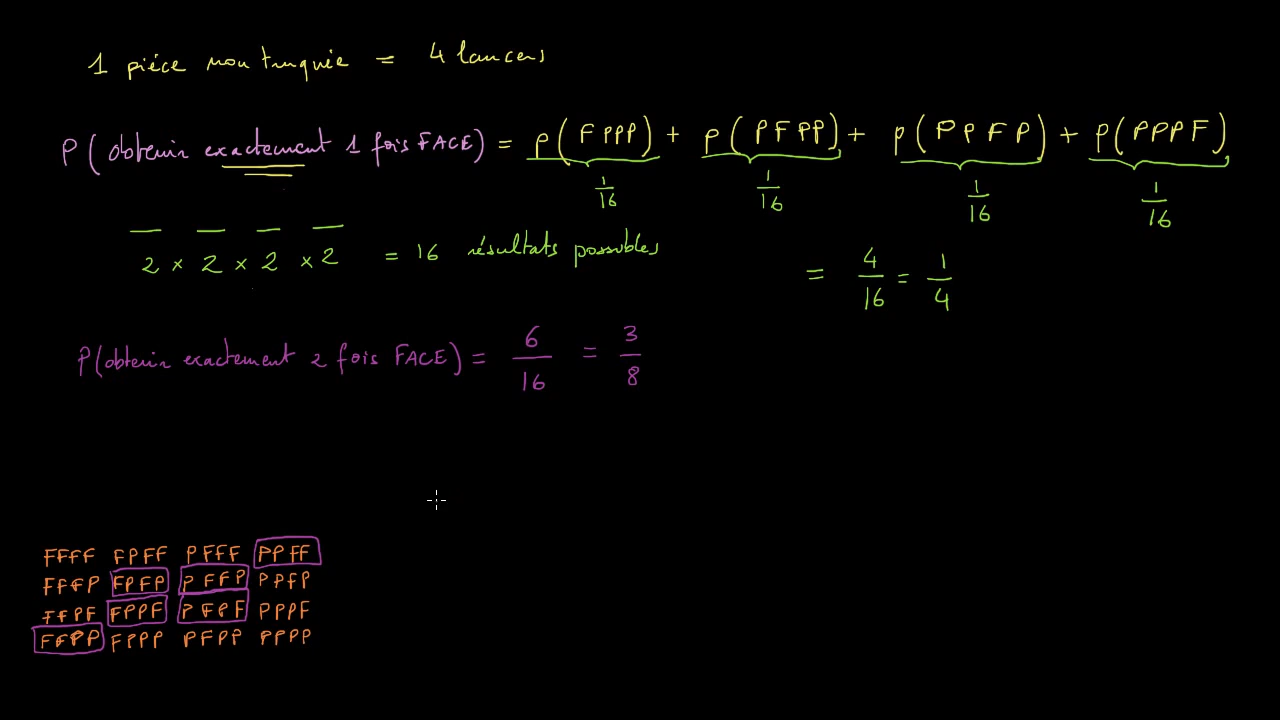 1 pièce non truquée = 4 lancers
P(obtenir exactement 1 fois FACE) = P(FPPP) + P(PFPP) + P(PPFP) + P(PPPF)
1/16 1/16 1/16 1/16
2 × 2 × 2 × 2 = 16 résultats possibles
= 4/16 = 1/4
P(obtenir exactement 2 fois FACE) = 6/16 = 3/8
FFFF FPFF PFFF PPFF
FFFP FPFP PFFP PPFP
FFPF FPPF PFPF PPPF
FFPP FPPP PFPP PPPP